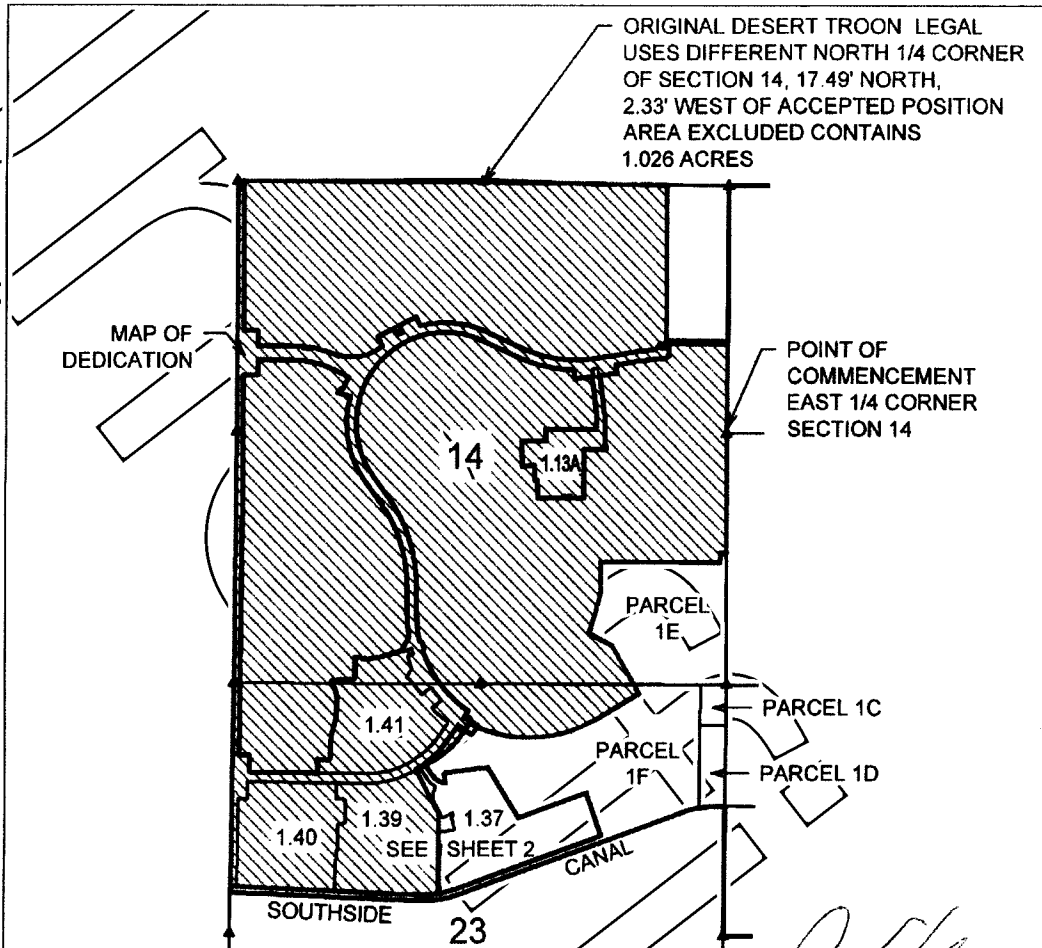 ORIGINAL DESERT TROON LEGAL
USES DIFFERENT NORTH 1/4 CORNER
OF SECTION 14, 17.49' NORTH,
2.33' WEST OF ACCEPTED POSITION
AREA EXCLUDED CONTAINS
1.026 ACRES
MAP OF
DEDICATION
POINT OF
COMMENCEMENT
EAST 1/4 CORNER
SECTION 14
14
1.13A
PARCEL
1E
PARCEL 1C
1.41
PARCEL
1F
PARCEL 1D
1.40
1.39
1.37
SEE SHEET 2
CANAL
SOUTHSIDE
23